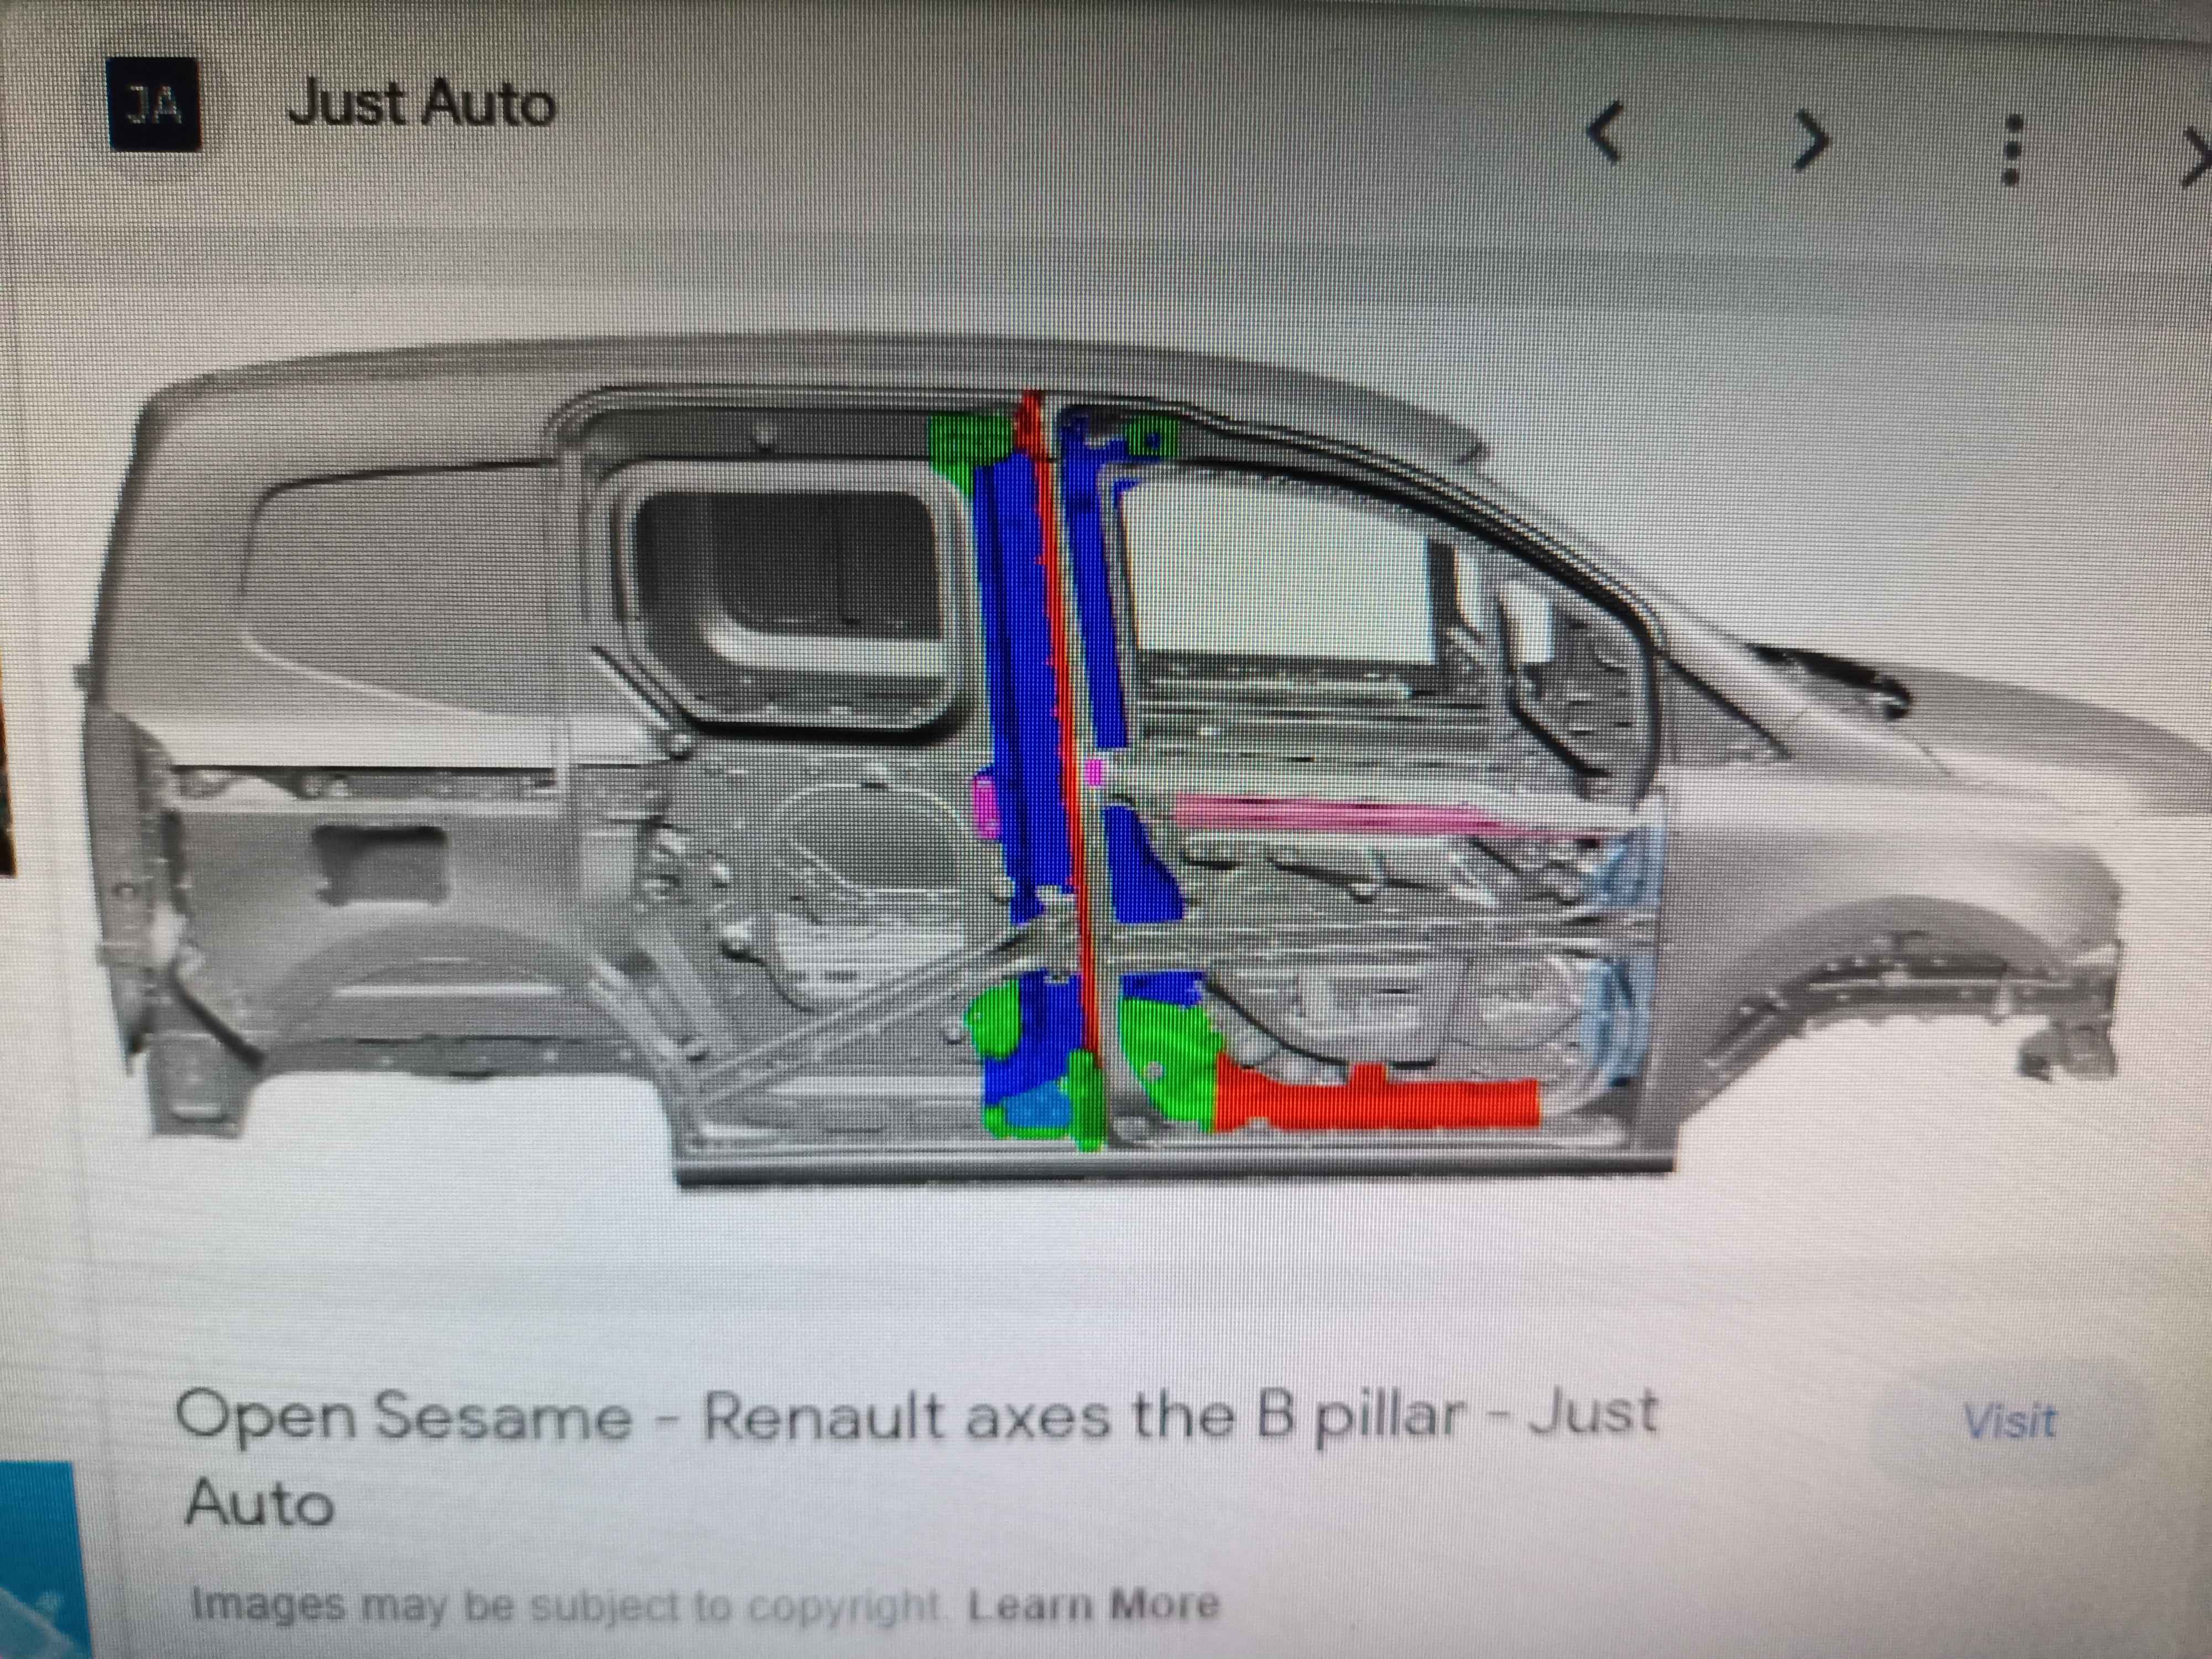 JA
Just Auto
Open Sesame - Renault axes the B pillar - Just
Auto
Visit
Images may be subject to copyright. Learn More